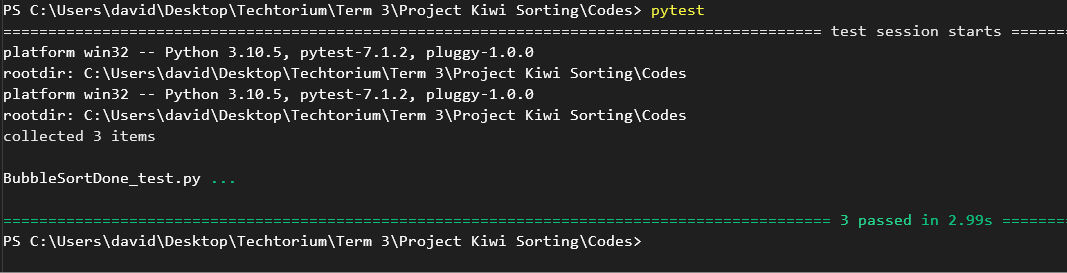 PS C:\Users\david\Desktop\Techtorium\Term 3\Project Kiwi Sorting\Codes> pytest
============================================================================================= test session starts =======
platform win32 -- Python 3.10.5, pytest-7.1.2, pluggy-1.0.0
rootdir: C:\Users\david\Desktop\Techtorium\Term 3\Project Kiwi Sorting\Codes
platform win32 -- Python 3.10.5, pytest-7.1.2, pluggy-1.0.0
rootdir: C:\Users\david\Desktop\Techtorium\Term 3\Project Kiwi Sorting\Codes
collected 3 items
BubbleSortDone_test.py ...
============================================================================================== 3 passed in 2.99s ========
PS C:\Users\david\Desktop\Techtorium\Term 3\Project Kiwi Sorting\Codes>